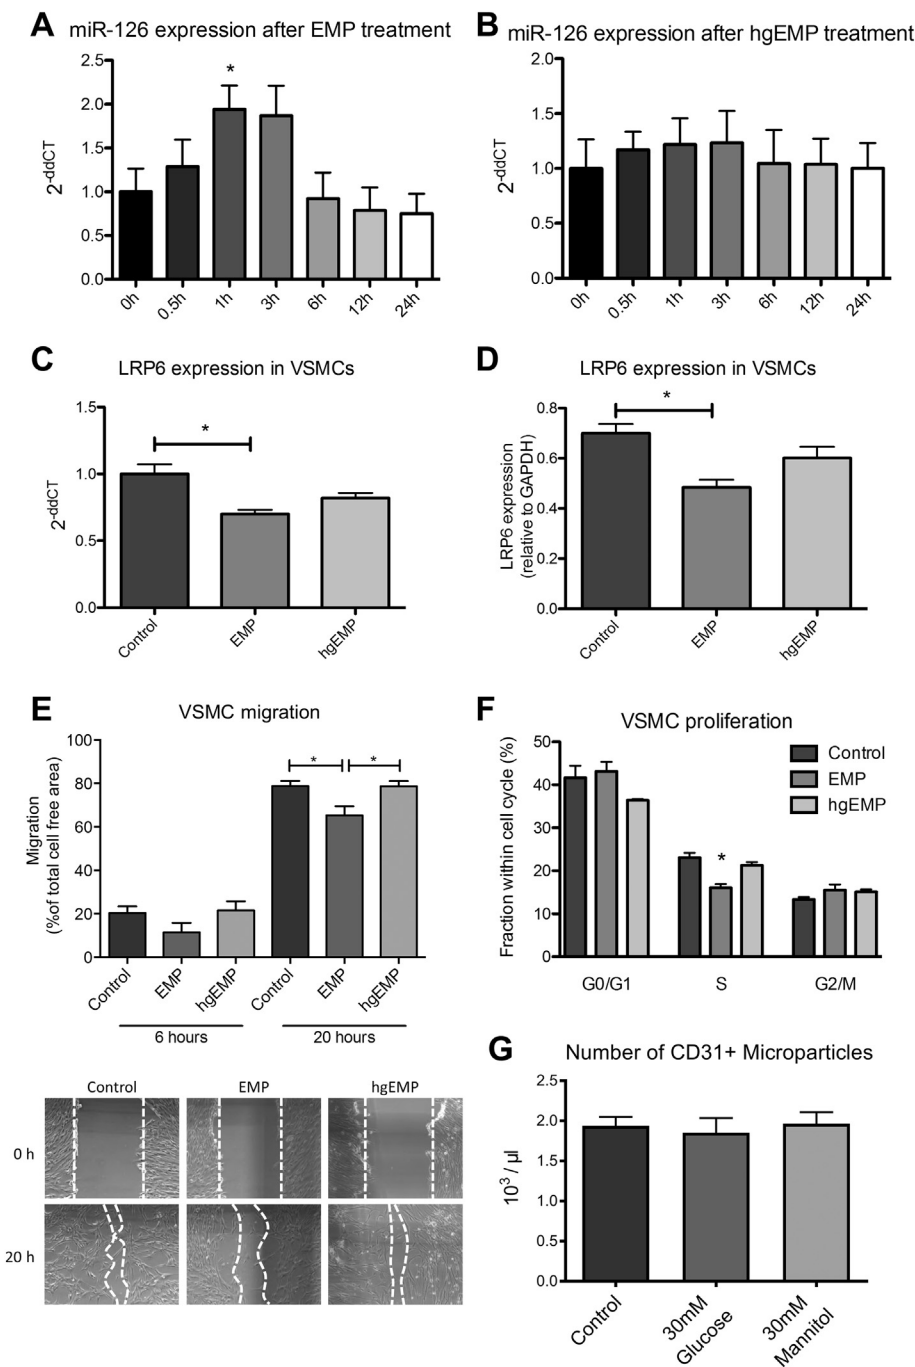 A miR-126 expression after EMP treatment
2.5
2.0
1.5
1.0
0.5
0.0
2-ddCT
*
0h 0.5h 1h 3h 6h 12h 24h
B miR-126 expression after hgEMP treatment
2.0
1.5
1.0
0.5
0.0
2-ddCT
0h 0.5h 1h 3h 6h 12h 24h
C LRP6 expression in VSMCs
1.5
1.0
0.5
0.0
2-ddCT
*
Control EMP hgEMP
D LRP6 expression in VSMCs
0.8
0.6
0.4
0.2
0.0
LRP6 expression
(relative to GAPDH)
*
Control EMP hgEMP
E VSMC migration
100
80
60
40
20
0
Migration
(%of total cell free area)
* *
Control EMP hgEMP Control EMP hgEMP
6 hours 20 hours
Control EMP hgEMP
0 h
20 h
F VSMC proliferation
50
40
30
20
10
0
Fraction within cell cycle (%)
Control
EMP
hgEMP
*
G0/G1 S G2/M
G Number of CD31+ Microparticles
2.5
2.0
1.5
1.0
0.5
0.0
10³ / µl
Control
30mM
Glucose
30mM
Mannitol